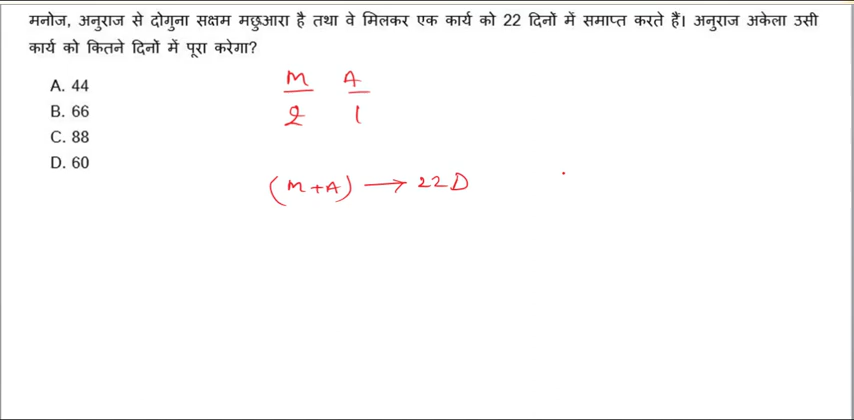 मनोज, अनुराज से दोगुना सक्षम मछुआरा है तथा वे मिलकर एक कार्य को 22 दिनों में समाप्त करते हैं। अनुराज अकेला उसी
कार्य को कितने दिनों में पूरा करेगा?
A. 44
B. 66
C. 88
D. 60
M A
2 1
(M+A) → 22D